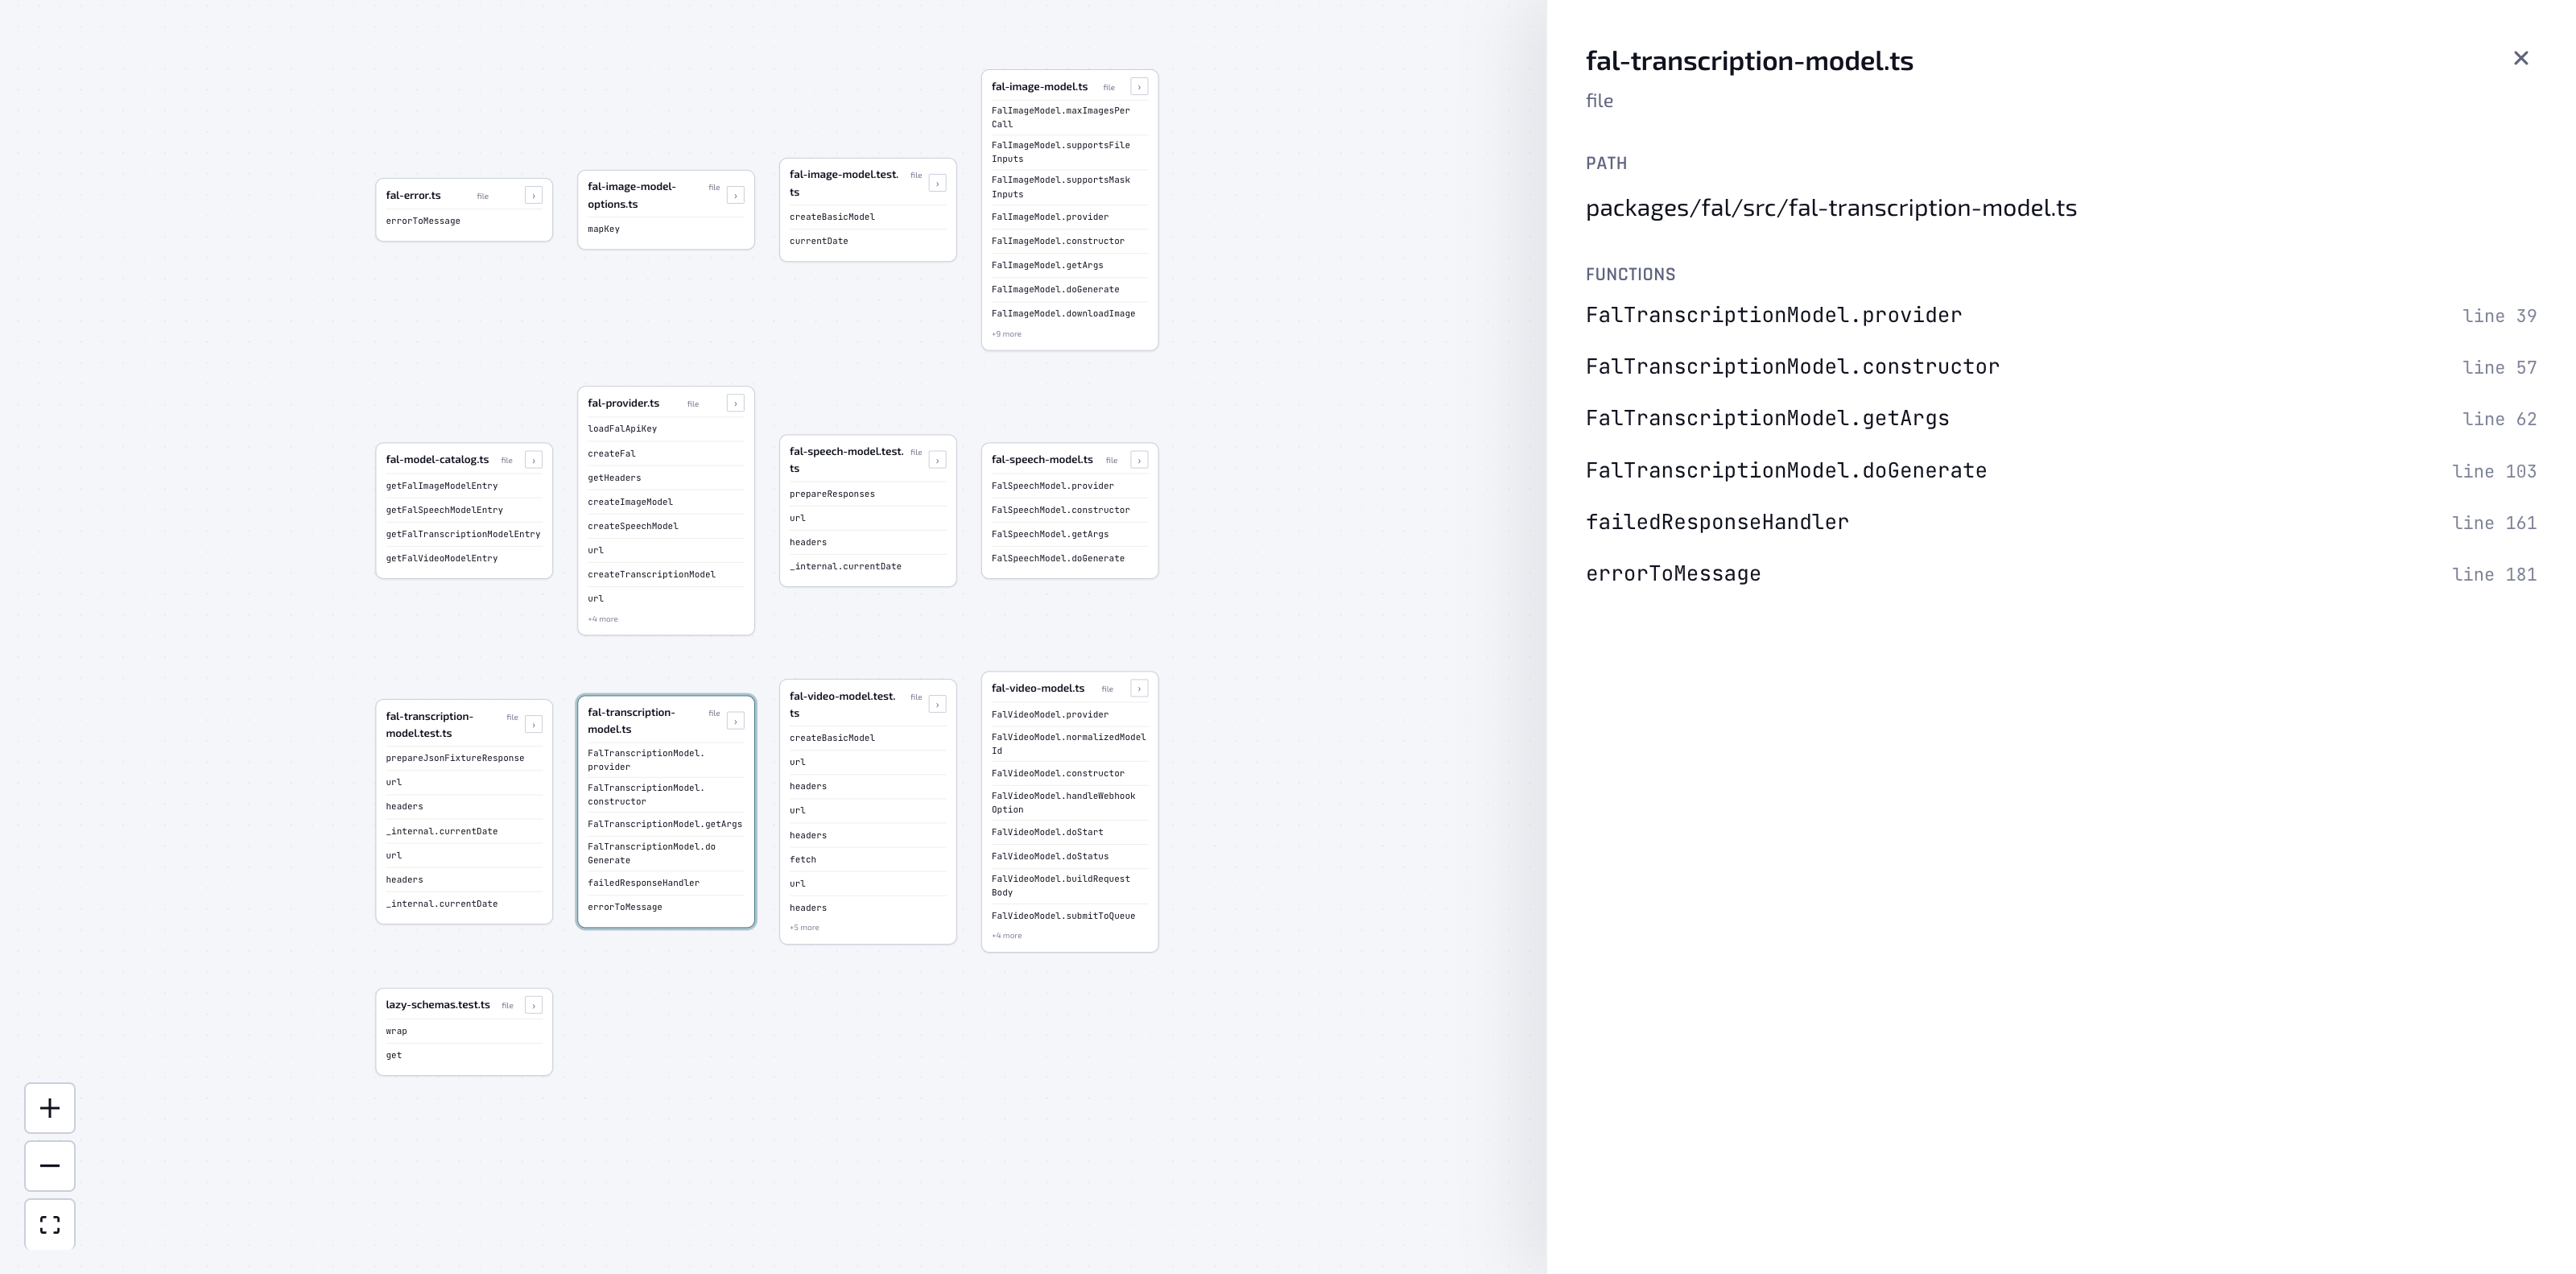 fal-error.ts file
errorToMessage
fal-image-model-
options.ts
file
mapKey
fal-image-model.test.
ts
file
createBasicModel
currentDate
fal-image-model.ts file
FalImageModel.maxImagesPer
Call
FalImageModel.supportsFile
Inputs
FalImageModel.supportsMask
Inputs
FalImageModel.provider
FalImageModel.constructor
FalImageModel.getArgs
FalImageModel.doGenerate
FalImageModel.downloadImage
+9 more
fal-model-catalog.ts file
getFalImageModelEntry
getFalSpeechModelEntry
getFalTranscriptionModelEntry
getFalVideoModelEntry
fal-provider.ts file
loadFalApiKey
createFal
getHeaders
createImageModel
createSpeechModel
url
createTranscriptionModel
url
+4 more
fal-speech-model.test.
ts
file
prepareResponses
url
headers
_internal.currentDate
fal-speech-model.ts file
FalSpeechModel.provider
FalSpeechModel.constructor
FalSpeechModel.getArgs
FalSpeechModel.doGenerate
fal-transcription-
model.test.ts
file
prepareJsonFixtureResponse
url
headers
_internal.currentDate
url
headers
_internal.currentDate
fal-transcription-
model.ts
file
FalTranscriptionModel.
provider
FalTranscriptionModel.
constructor
FalTranscriptionModel.getArgs
FalTranscriptionModel.do
Generate
failedResponseHandler
errorToMessage
fal-video-model.test.
ts
file
createBasicModel
url
headers
url
headers
fetch
url
headers
+5 more
fal-video-model.ts file
FalVideoModel.provider
FalVideoModel.normalizedModel
Id
FalVideoModel.constructor
FalVideoModel.handleWebhook
Option
FalVideoModel.doStart
FalVideoModel.doStatus
FalVideoModel.buildRequest
Body
FalVideoModel.submitToQueue
+4 more
lazy-schemas.test.ts file
wrap
get
fal-transcription-model.ts
file
PATH
packages/fal/src/fal-transcription-model.ts
FUNCTIONS
FalTranscriptionModel.provider line 39
FalTranscriptionModel.constructor line 57
FalTranscriptionModel.getArgs line 62
FalTranscriptionModel.doGenerate line 103
failedResponseHandler line 161
errorToMessage line 181